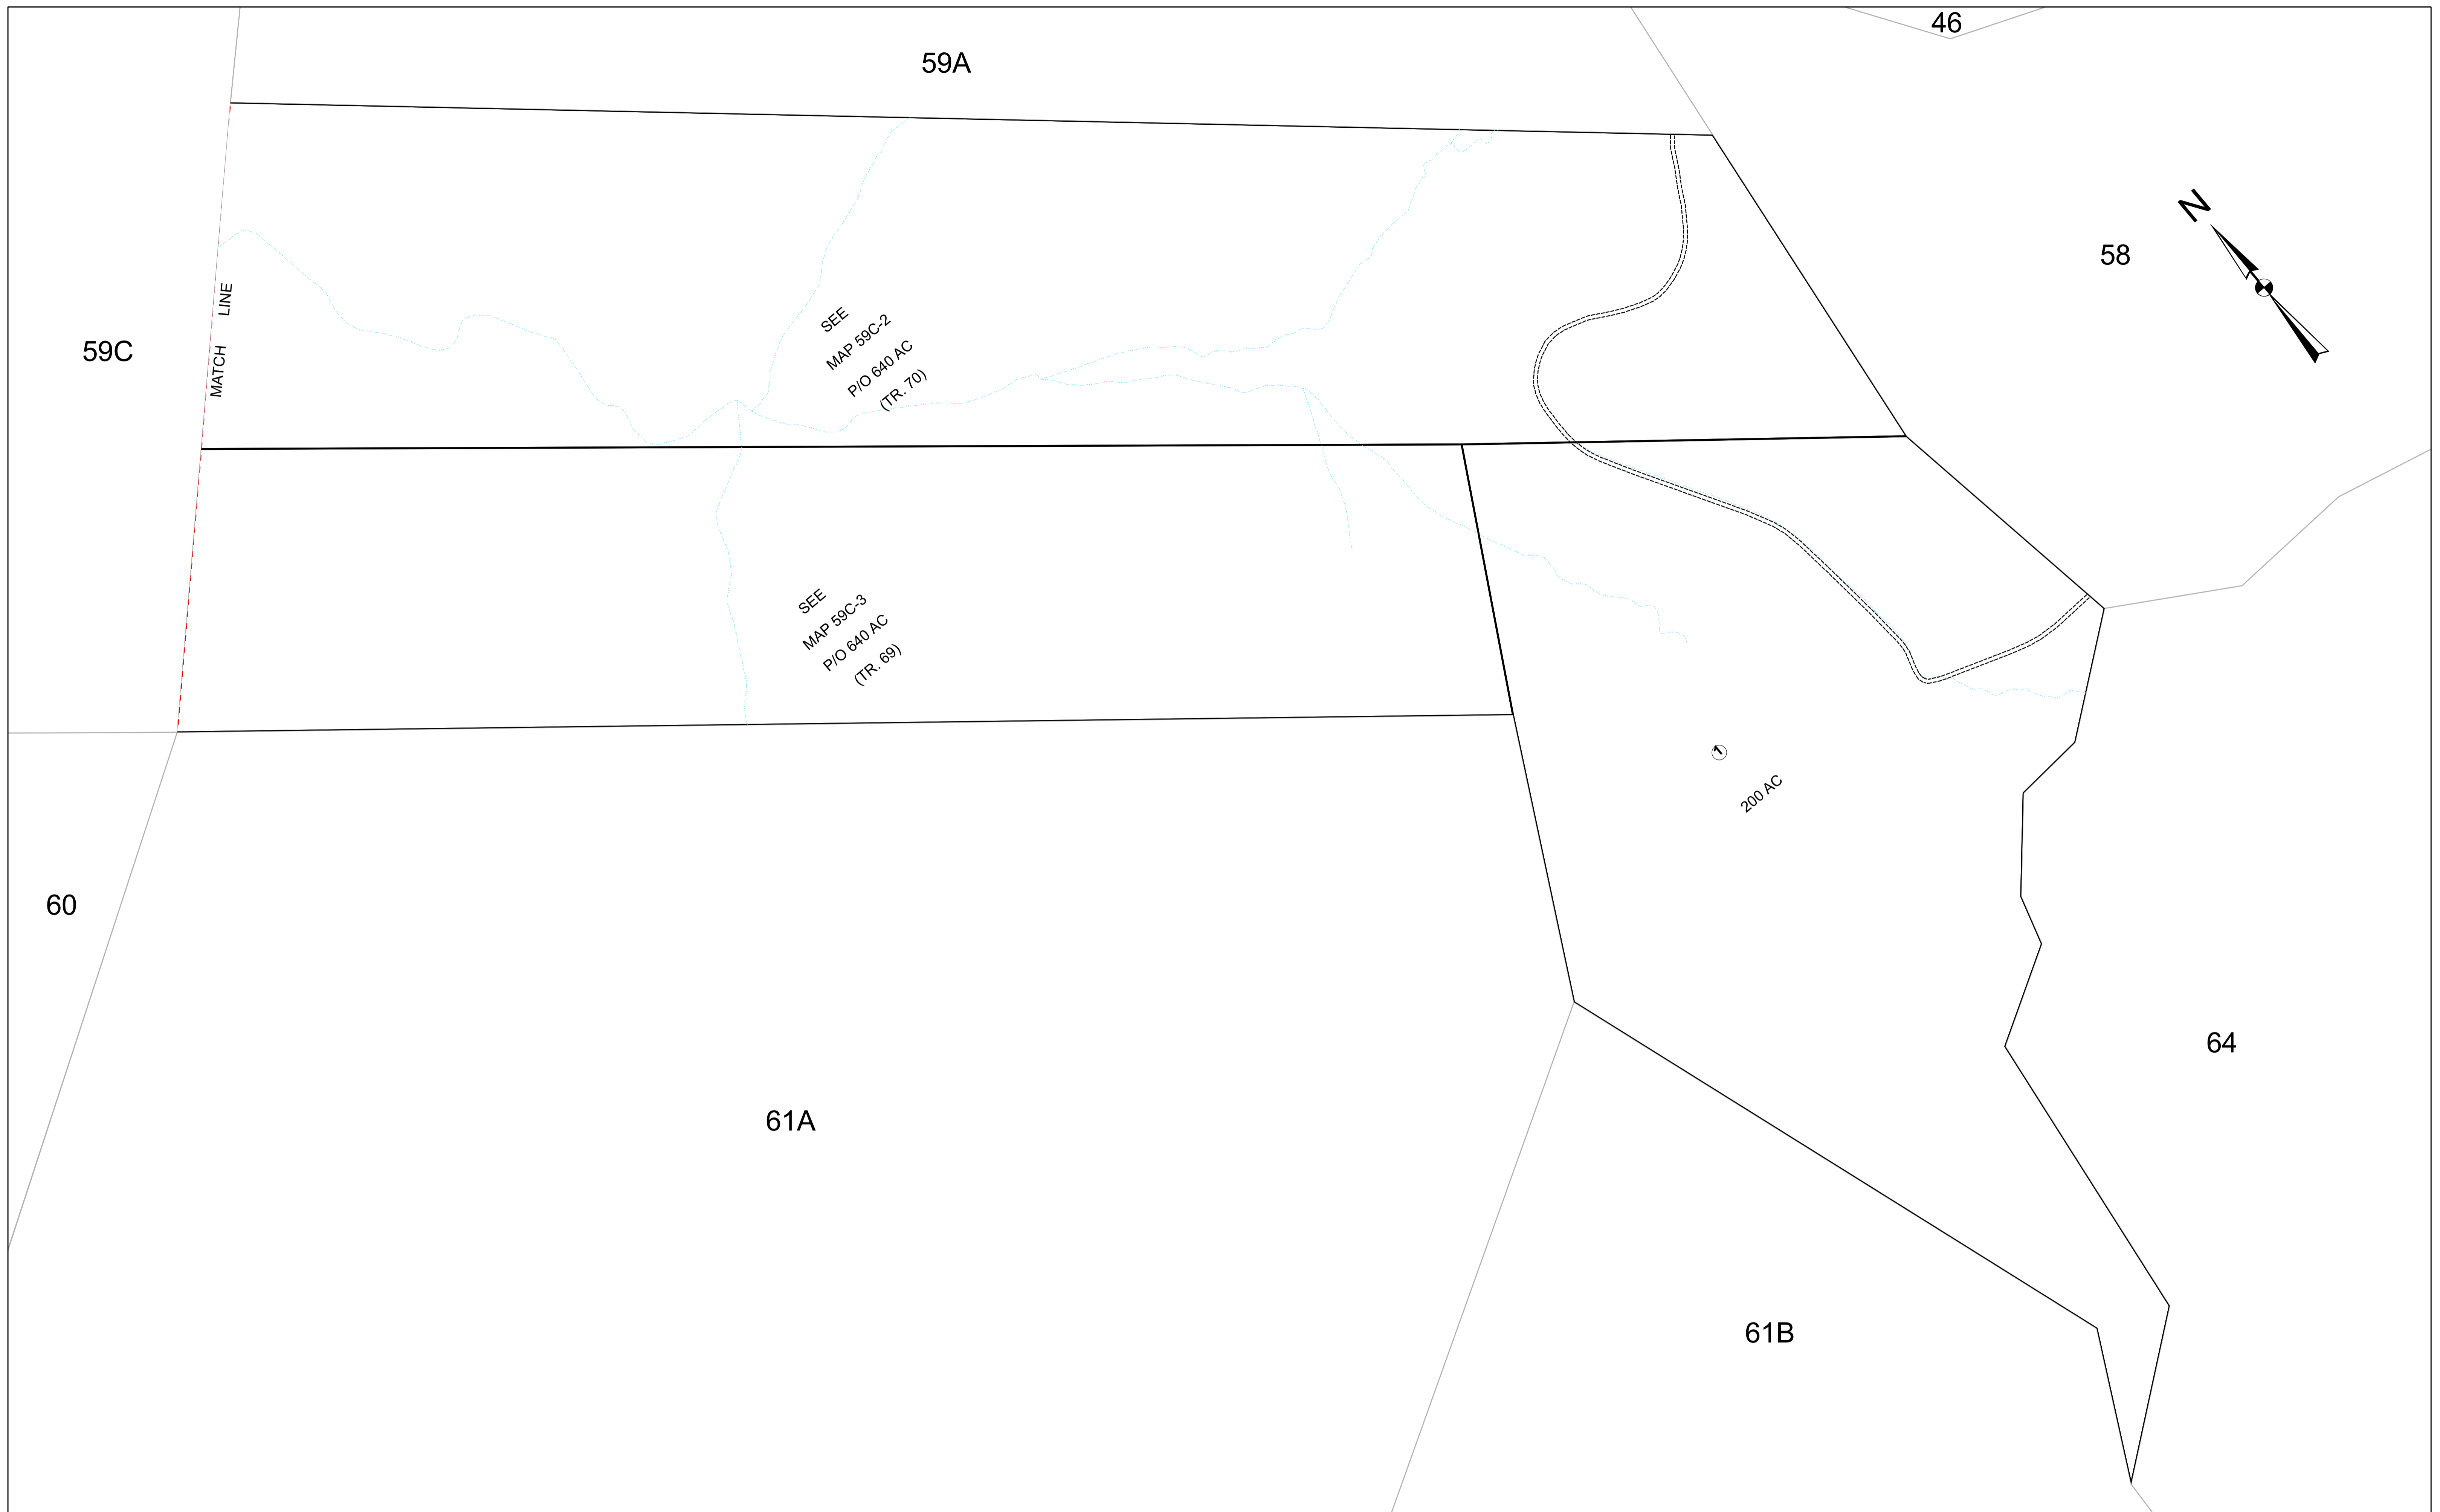 46
59A
N
58
MATCH LINE
59C
SEE
MAP 59C-2
P/O 640 AC
(TR. 70)
SEE
MAP 59C-3
P/O 640 AC
(TR. 69)
1
200 AC
60
64
61A
61B